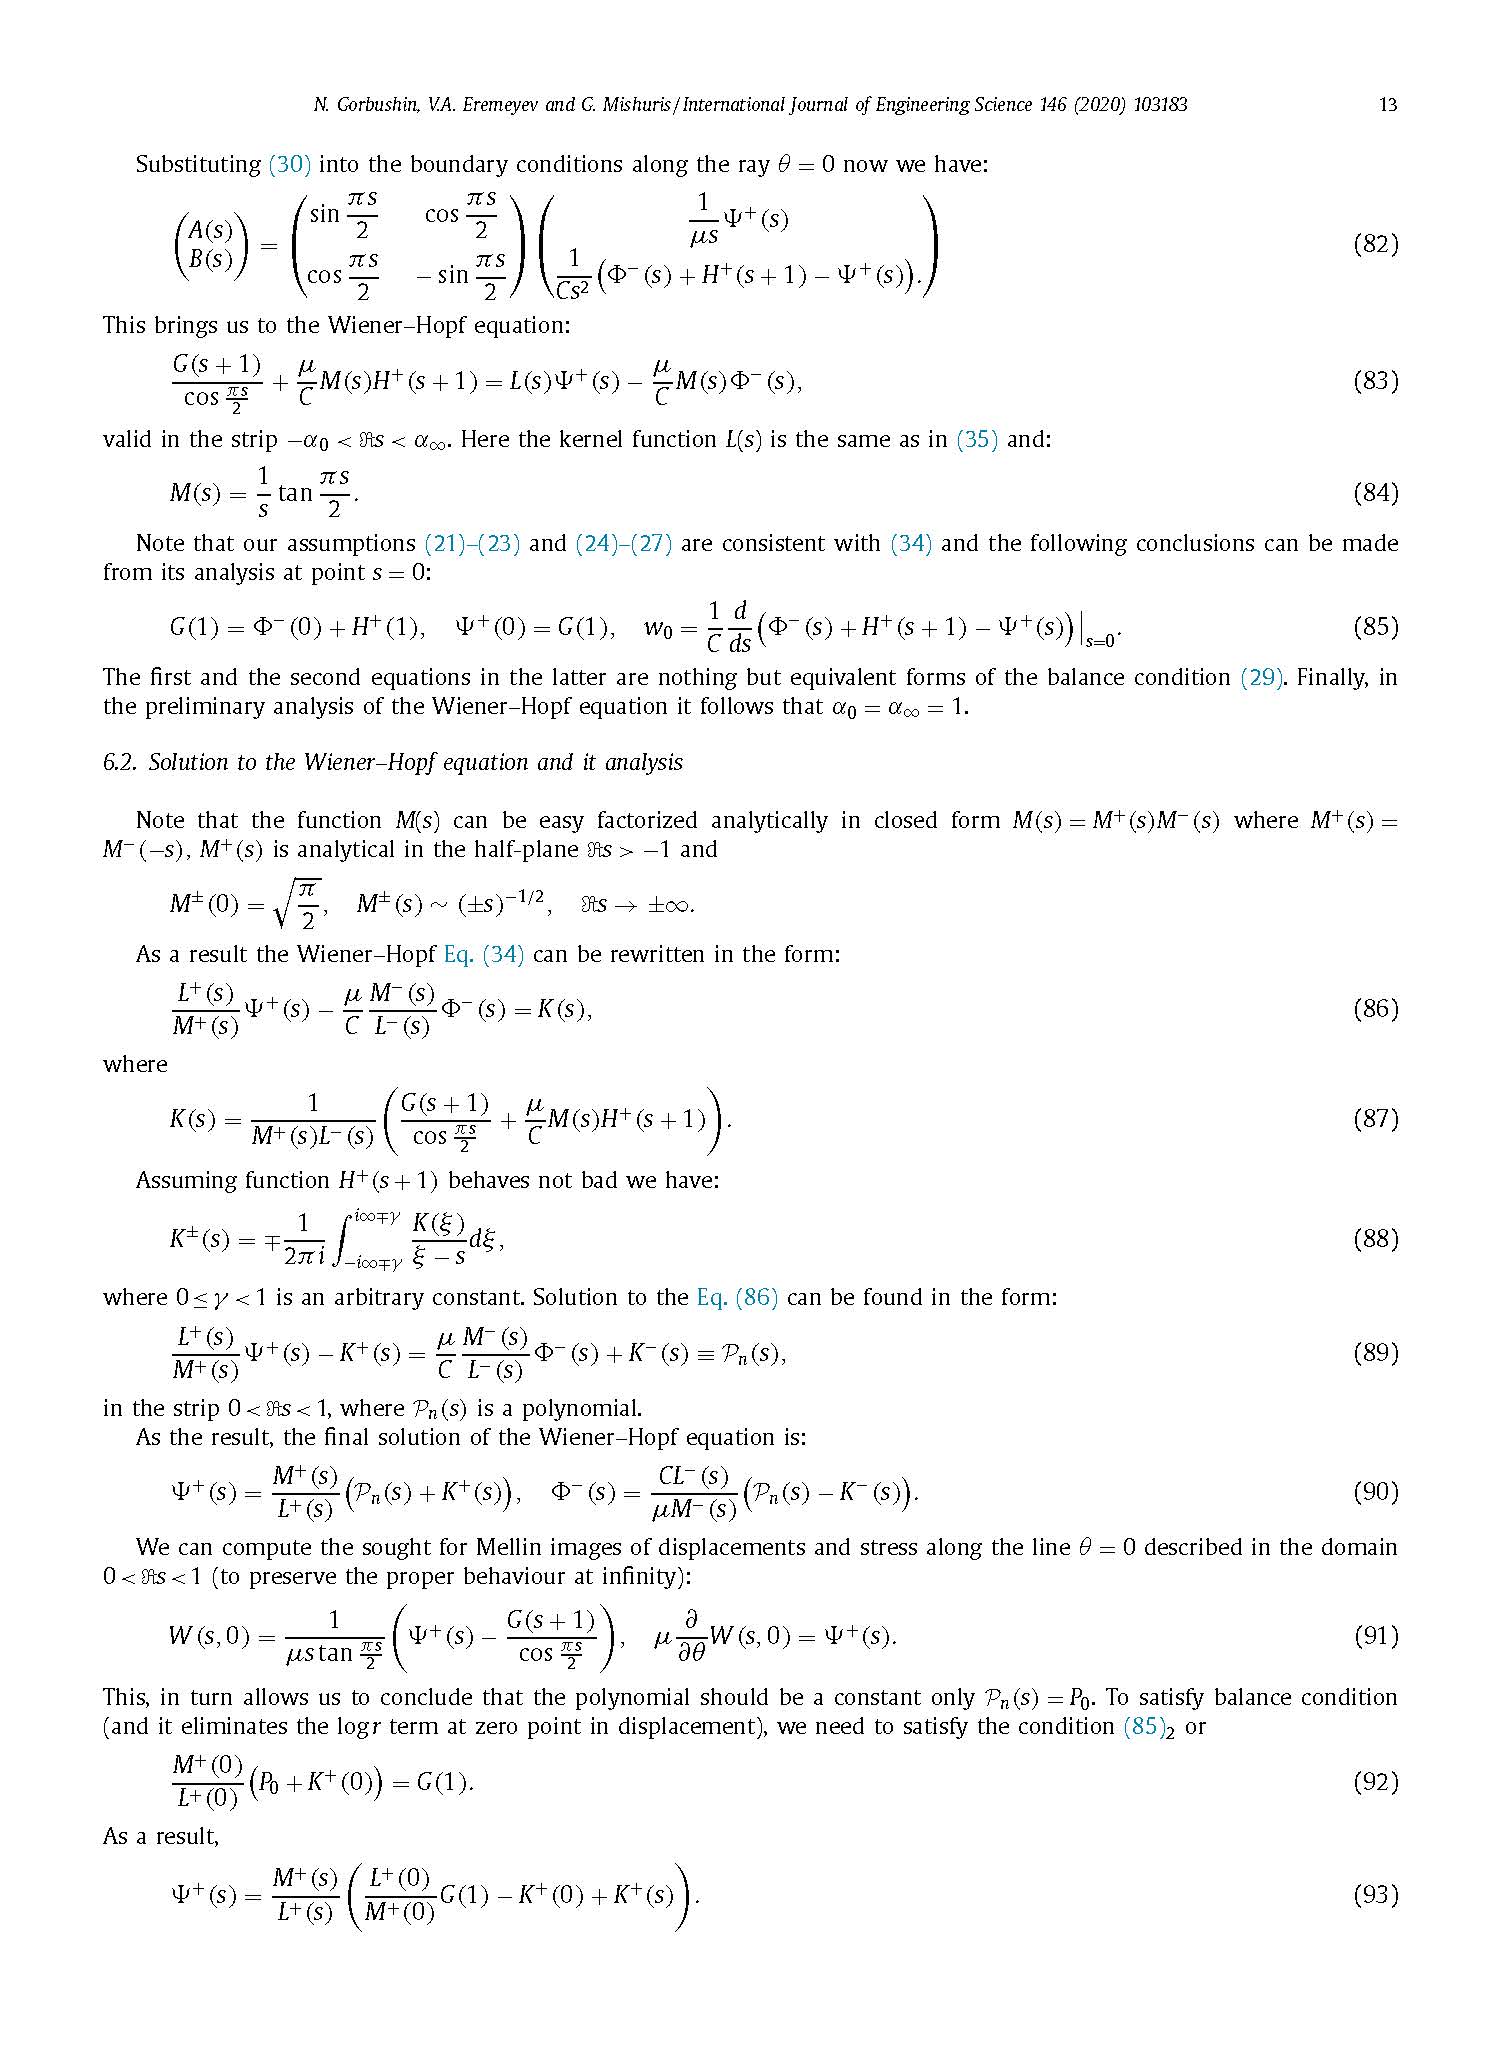 N. Gorbushin, V.A. Eremeyev and G. Mishuris / International Journal of Engineering Science 146 (2020) 103183 13
Substituting (30) into the boundary conditions along the ray θ = 0 now we have:
$\begin{pmatrix} A(s) \\ B(s) \end{pmatrix} = \begin{pmatrix} \sin\frac{\pi s}{2} & \cos\frac{\pi s}{2} \\ \cos\frac{\pi s}{2} & -\sin\frac{\pi s}{2} \end{pmatrix} \begin{pmatrix} \frac{1}{\mu s}\Psi^+(s) \\ \frac{1}{Cs^2}\left(\Phi^-(s) + H^+(s+1) - \Psi^+(s)\right). \end{pmatrix}$ (82)
This brings us to the Wiener–Hopf equation:
$\frac{G(s+1)}{\cos\frac{\pi s}{2}} + \frac{\mu}{C}M(s)H^+(s+1) = L(s)\Psi^+(s) - \frac{\mu}{C}M(s)\Phi^-(s),$ (83)
valid in the strip $-\alpha_0 < \Re s < \alpha_\infty$. Here the kernel function L(s) is the same as in (35) and:
$M(s) = \frac{1}{s}\tan\frac{\pi s}{2}.$ (84)
Note that our assumptions (21)–(23) and (24)–(27) are consistent with (34) and the following conclusions can be made
from its analysis at point s = 0:
$G(1) = \Phi^-(0) + H^+(1), \quad \Psi^+(0) = G(1), \quad w_0 = \frac{1}{C}\frac{d}{ds}\left(\Phi^-(s) + H^+(s+1) - \Psi^+(s)\right)\Big|_{s=0}.$ (85)
The first and the second equations in the latter are nothing but equivalent forms of the balance condition (29). Finally, in
the preliminary analysis of the Wiener–Hopf equation it follows that $\alpha_0 = \alpha_\infty = 1$.
6.2. Solution to the Wiener–Hopf equation and it analysis
Note that the function M(s) can be easy factorized analytically in closed form $M(s) = M^+(s)M^-(s)$ where $M^+(s) =$
$M^-(-s)$, $M^+(s)$ is analytical in the half-plane $\Re s > -1$ and
$M^\pm(0) = \sqrt{\frac{\pi}{2}}, \quad M^\pm(s) \sim (\pm s)^{-1/2}, \quad \Re s \to \pm\infty.$
As a result the Wiener–Hopf Eq. (34) can be rewritten in the form:
$\frac{L^+(s)}{M^+(s)}\Psi^+(s) - \frac{\mu}{C}\frac{M^-(s)}{L^-(s)}\Phi^-(s) = K(s),$ (86)
where
$K(s) = \frac{1}{M^+(s)L^-(s)}\left(\frac{G(s+1)}{\cos\frac{\pi s}{2}} + \frac{\mu}{C}M(s)H^+(s+1)\right).$ (87)
Assuming function $H^+(s+1)$ behaves not bad we have:
$K^\pm(s) = \mp\frac{1}{2\pi i}\int_{-i\infty\mp\gamma}^{i\infty\mp\gamma}\frac{K(\xi)}{\xi - s}d\xi,$ (88)
where $0 \le \gamma < 1$ is an arbitrary constant. Solution to the Eq. (86) can be found in the form:
$\frac{L^+(s)}{M^+(s)}\Psi^+(s) - K^+(s) = \frac{\mu}{C}\frac{M^-(s)}{L^-(s)}\Phi^-(s) + K^-(s) \equiv \mathcal{P}_n(s),$ (89)
in the strip $0 < \Re s < 1$, where $\mathcal{P}_n(s)$ is a polynomial.
As the result, the final solution of the Wiener–Hopf equation is:
$\Psi^+(s) = \frac{M^+(s)}{L^+(s)}\left(\mathcal{P}_n(s) + K^+(s)\right), \quad \Phi^-(s) = \frac{CL^-(s)}{\mu M^-(s)}\left(\mathcal{P}_n(s) - K^-(s)\right).$ (90)
We can compute the sought for Mellin images of displacements and stress along the line θ = 0 described in the domain
$0 < \Re s < 1$ (to preserve the proper behaviour at infinity):
$W(s,0) = \frac{1}{\mu s\tan\frac{\pi s}{2}}\left(\Psi^+(s) - \frac{G(s+1)}{\cos\frac{\pi s}{2}}\right), \quad \mu\frac{\partial}{\partial\theta}W(s,0) = \Psi^+(s).$ (91)
This, in turn allows us to conclude that the polynomial should be a constant only $\mathcal{P}_n(s) = P_0$. To satisfy balance condition
(and it eliminates the log r term at zero point in displacement), we need to satisfy the condition $(85)_2$ or
$\frac{M^+(0)}{L^+(0)}\left(P_0 + K^+(0)\right) = G(1).$ (92)
As a result,
$\Psi^+(s) = \frac{M^+(s)}{L^+(s)}\left(\frac{L^+(0)}{M^+(0)}G(1) - K^+(0) + K^+(s)\right).$ (93)